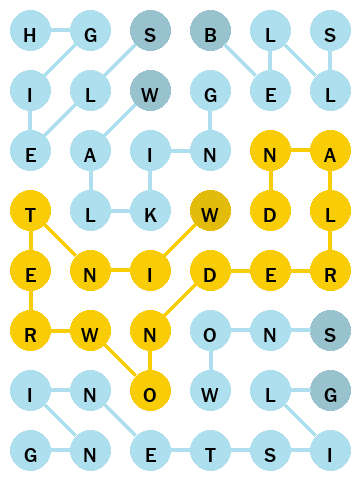 H G S B L S
I L W G E L
E A I N N A
T L K W D L
E N I D E R
R W N O N S
I N O W L G
G N E T S I